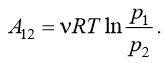 A₁₂ = νRT ln p₁/p₂.